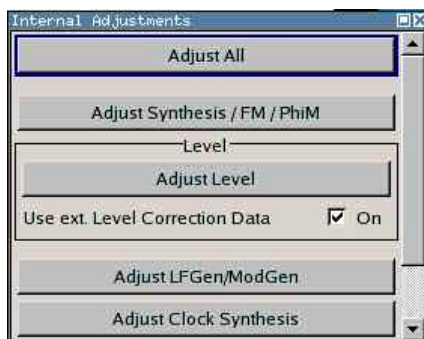 Internal Adjustments
Adjust All
Adjust Synthesis / FM / PhiM
Level
Adjust Level
Use ext. Level Correction Data On
Adjust LFGen/ModGen
Adjust Clock Synthesis